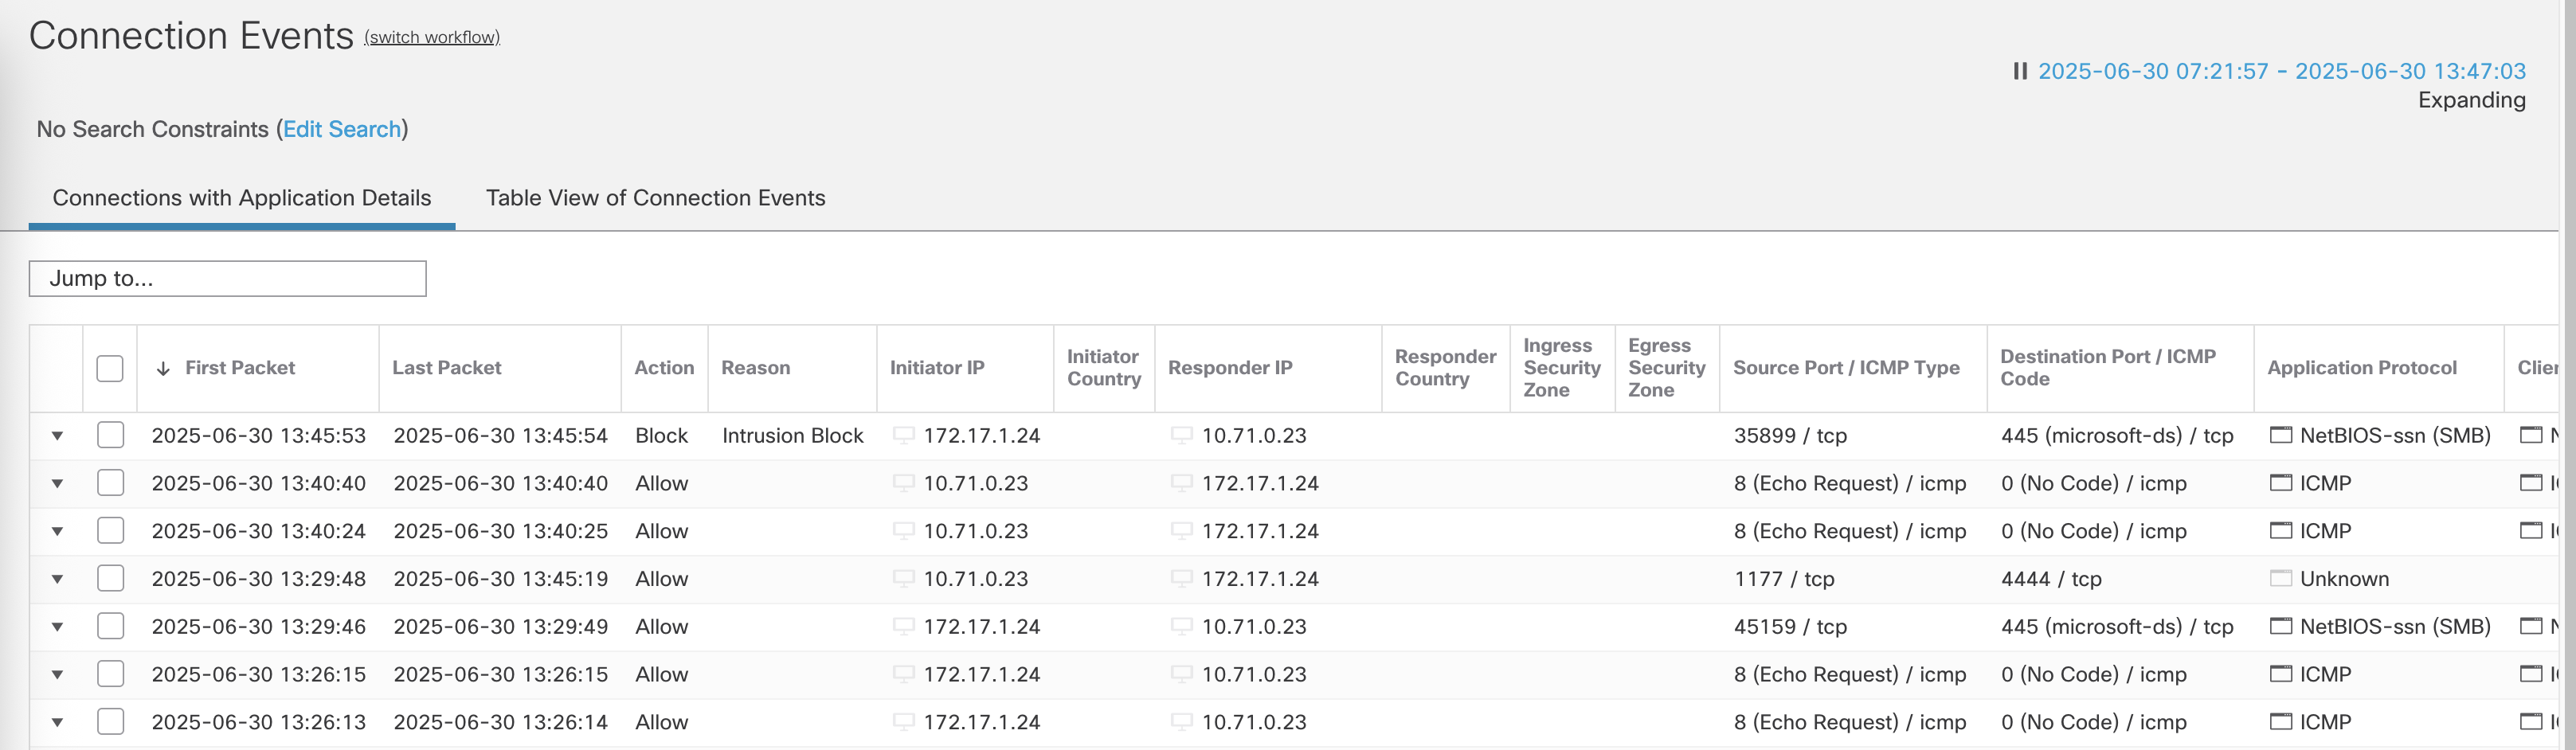 Connection Events (switch workflow)
2025-06-30 07:21:57 - 2025-06-30 13:47:03
Expanding
No Search Constraints (Edit Search)
Connections with Application Details Table View of Connection Events
Jump to...
↓ First Packet Last Packet Action Reason Initiator IP Initiator Country Responder IP Responder Country Ingress Security Zone Egress Security Zone Source Port / ICMP Type Destination Port / ICMP Code Application Protocol
2025-06-30 13:45:53 2025-06-30 13:45:54 Block Intrusion Block 172.17.1.24 10.71.0.23 35899 / tcp 445 (microsoft-ds) / tcp NetBIOS-ssn (SMB)
2025-06-30 13:40:40 2025-06-30 13:40:40 Allow 10.71.0.23 172.17.1.24 8 (Echo Request) / icmp 0 (No Code) / icmp ICMP
2025-06-30 13:40:24 2025-06-30 13:40:25 Allow 10.71.0.23 172.17.1.24 8 (Echo Request) / icmp 0 (No Code) / icmp ICMP
2025-06-30 13:29:48 2025-06-30 13:45:19 Allow 10.71.0.23 172.17.1.24 1177 / tcp 4444 / tcp Unknown
2025-06-30 13:29:46 2025-06-30 13:29:49 Allow 172.17.1.24 10.71.0.23 45159 / tcp 445 (microsoft-ds) / tcp NetBIOS-ssn (SMB)
2025-06-30 13:26:15 2025-06-30 13:26:15 Allow 172.17.1.24 10.71.0.23 8 (Echo Request) / icmp 0 (No Code) / icmp ICMP
2025-06-30 13:26:13 2025-06-30 13:26:14 Allow 172.17.1.24 10.71.0.23 8 (Echo Request) / icmp 0 (No Code) / icmp ICMP